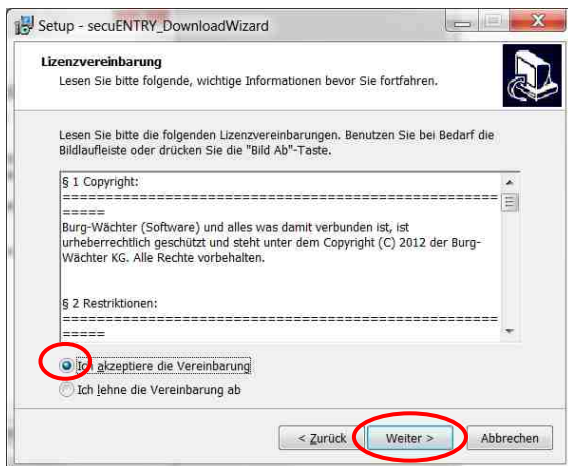 Setup - secuENTRY_DownloadWizard
Lizenzvereinbarung
Lesen Sie bitte folgende, wichtige Informationen bevor Sie fortfahren.
Lesen Sie bitte die folgenden Lizenzvereinbarungen. Benutzen Sie bei Bedarf die
Bildlaufleiste oder drücken Sie die "Bild Ab"-Taste.
§ 1 Copyright:
======================================================
=====
Burg-Wächter (Software) und alles was damit verbunden ist, ist
urheberrechtlich geschützt und steht unter dem Copyright (C) 2012 der Burg-
Wächter KG. Alle Rechte vorbehalten.
§ 2 Restriktionen:
======================================================
=====
Ich akzeptiere die Vereinbarung
Ich lehne die Vereinbarung ab
< Zurück Weiter > Abbrechen